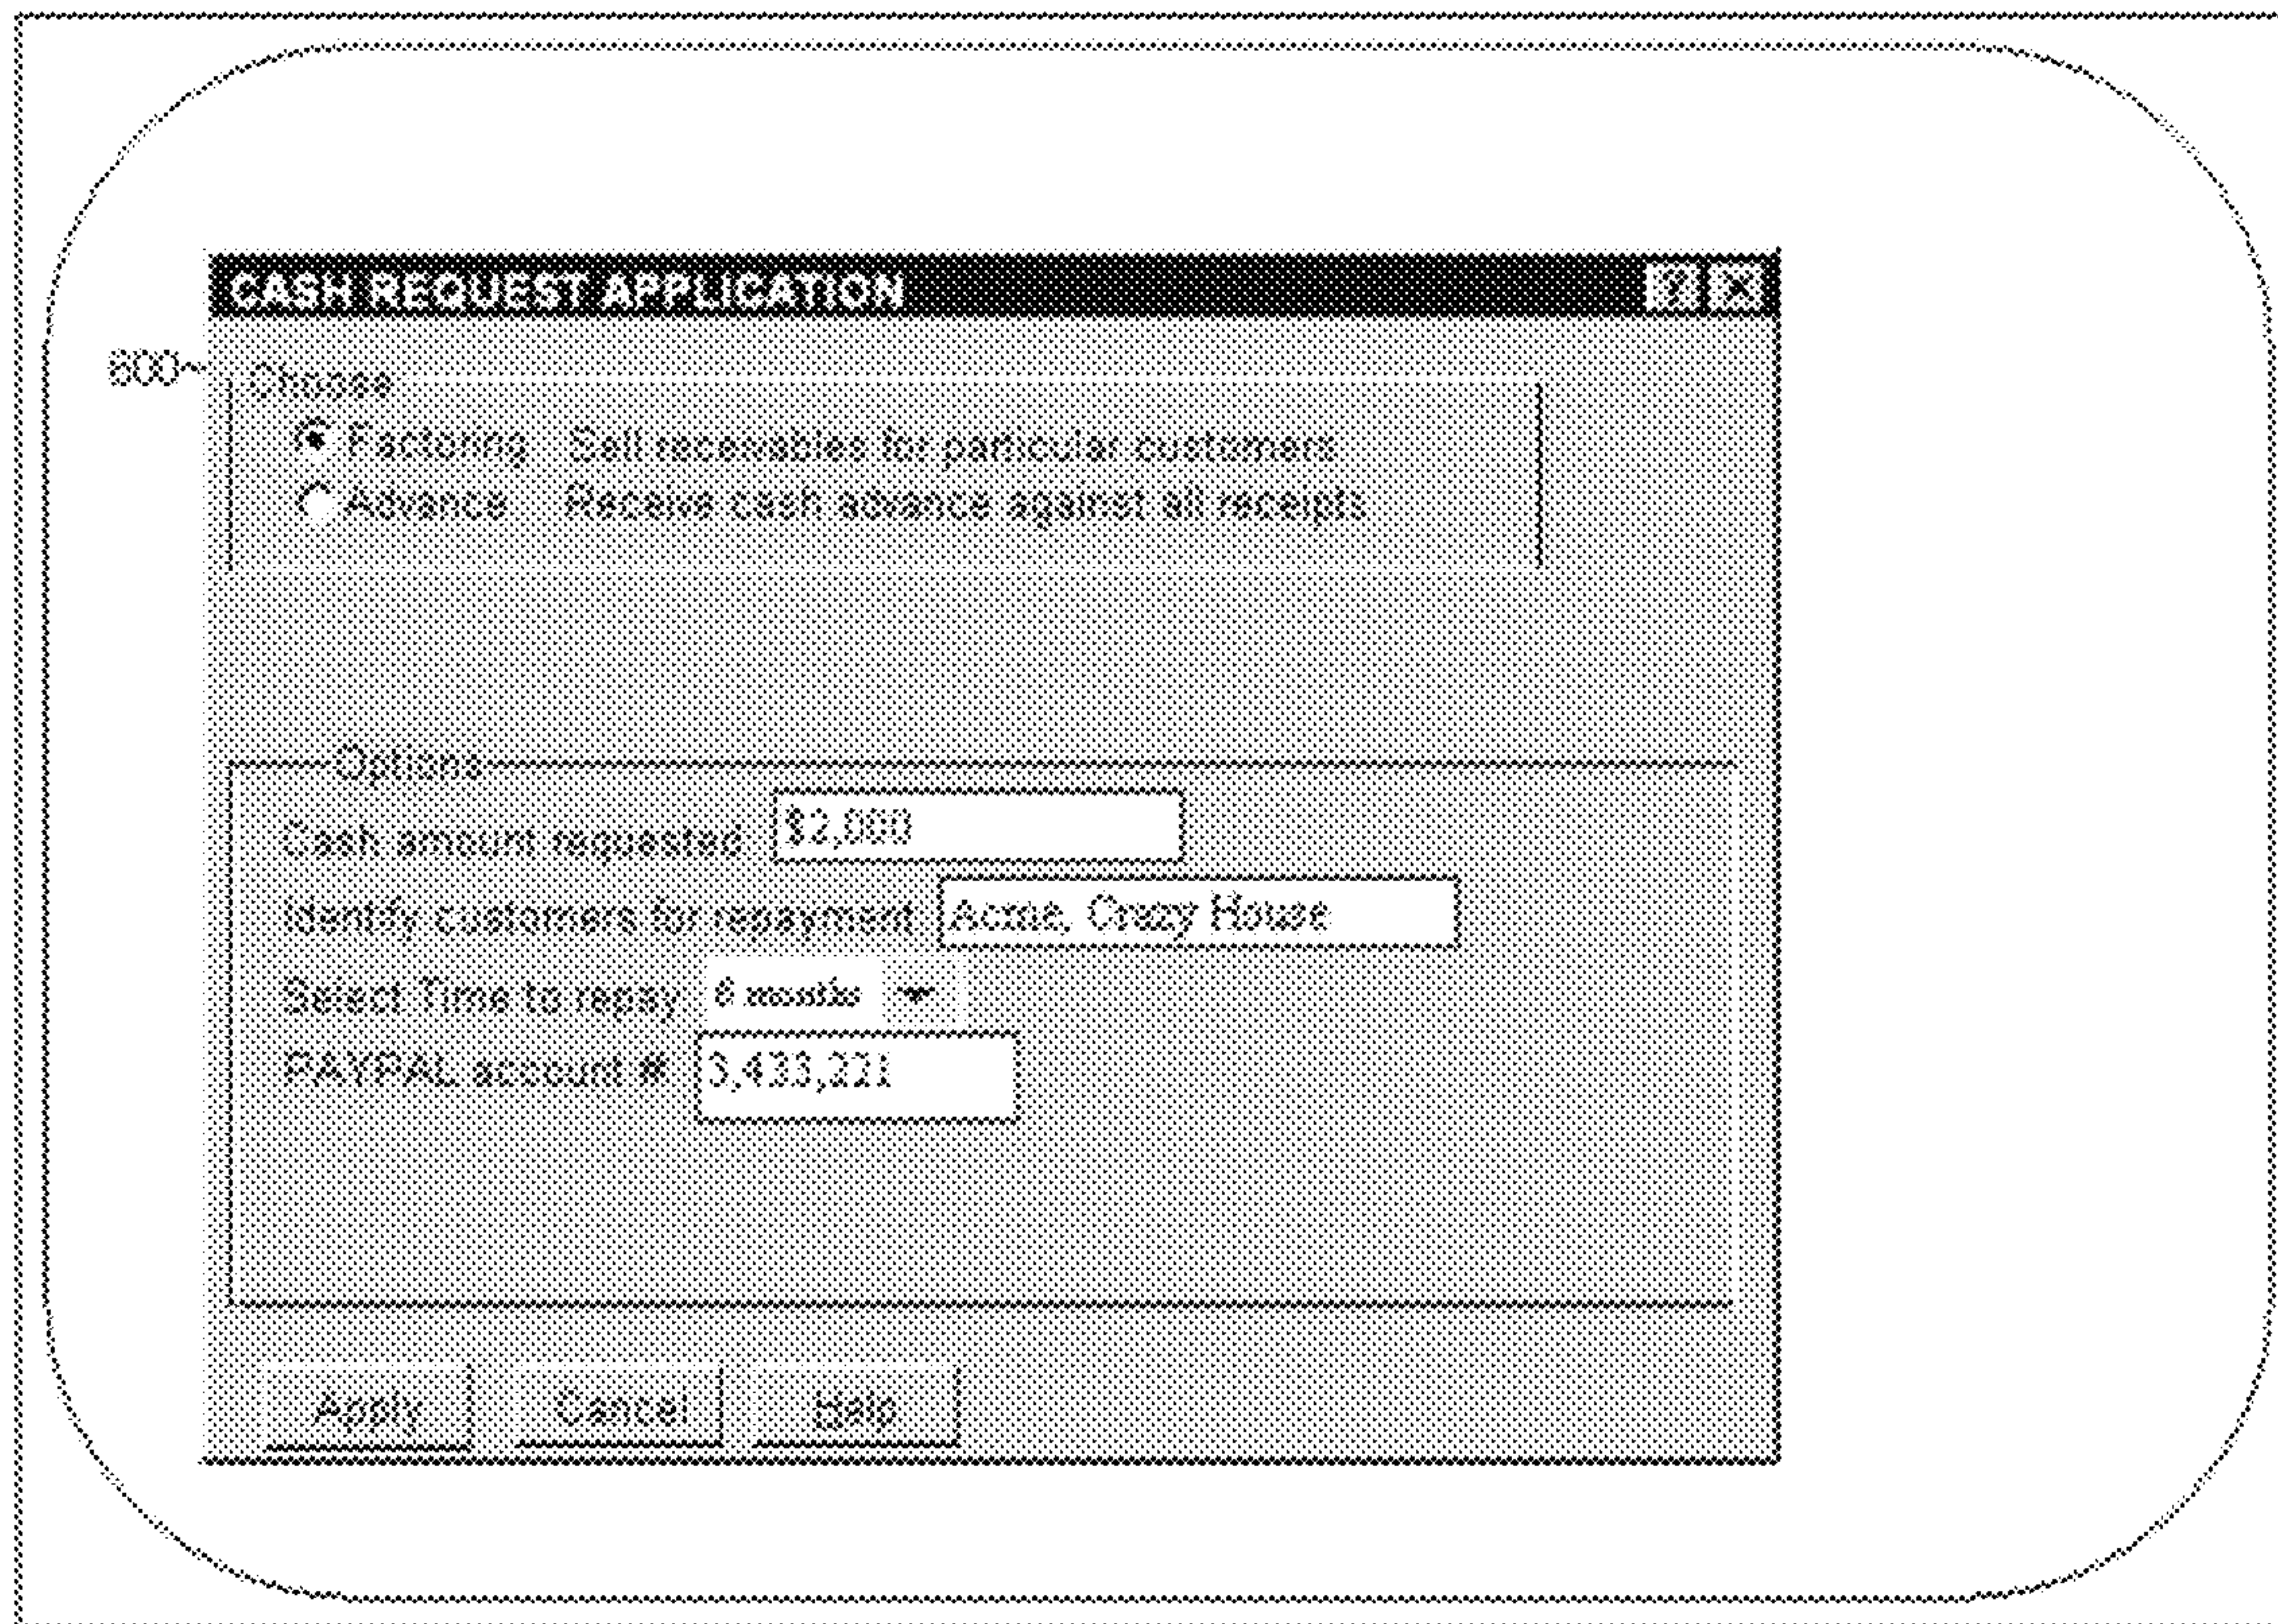 CASH REQUEST APPLICATION ? ×
600
Choose
Factoring Sell receivables for particular customers
Advance Receive cash advance against all receipts
Options
Cash amount requested $2,000
Identify customers for repayment Acme, Crazy House
Select Time to repay 6 months
PAYPAL account # 3,433,221
Apply Cancel Help